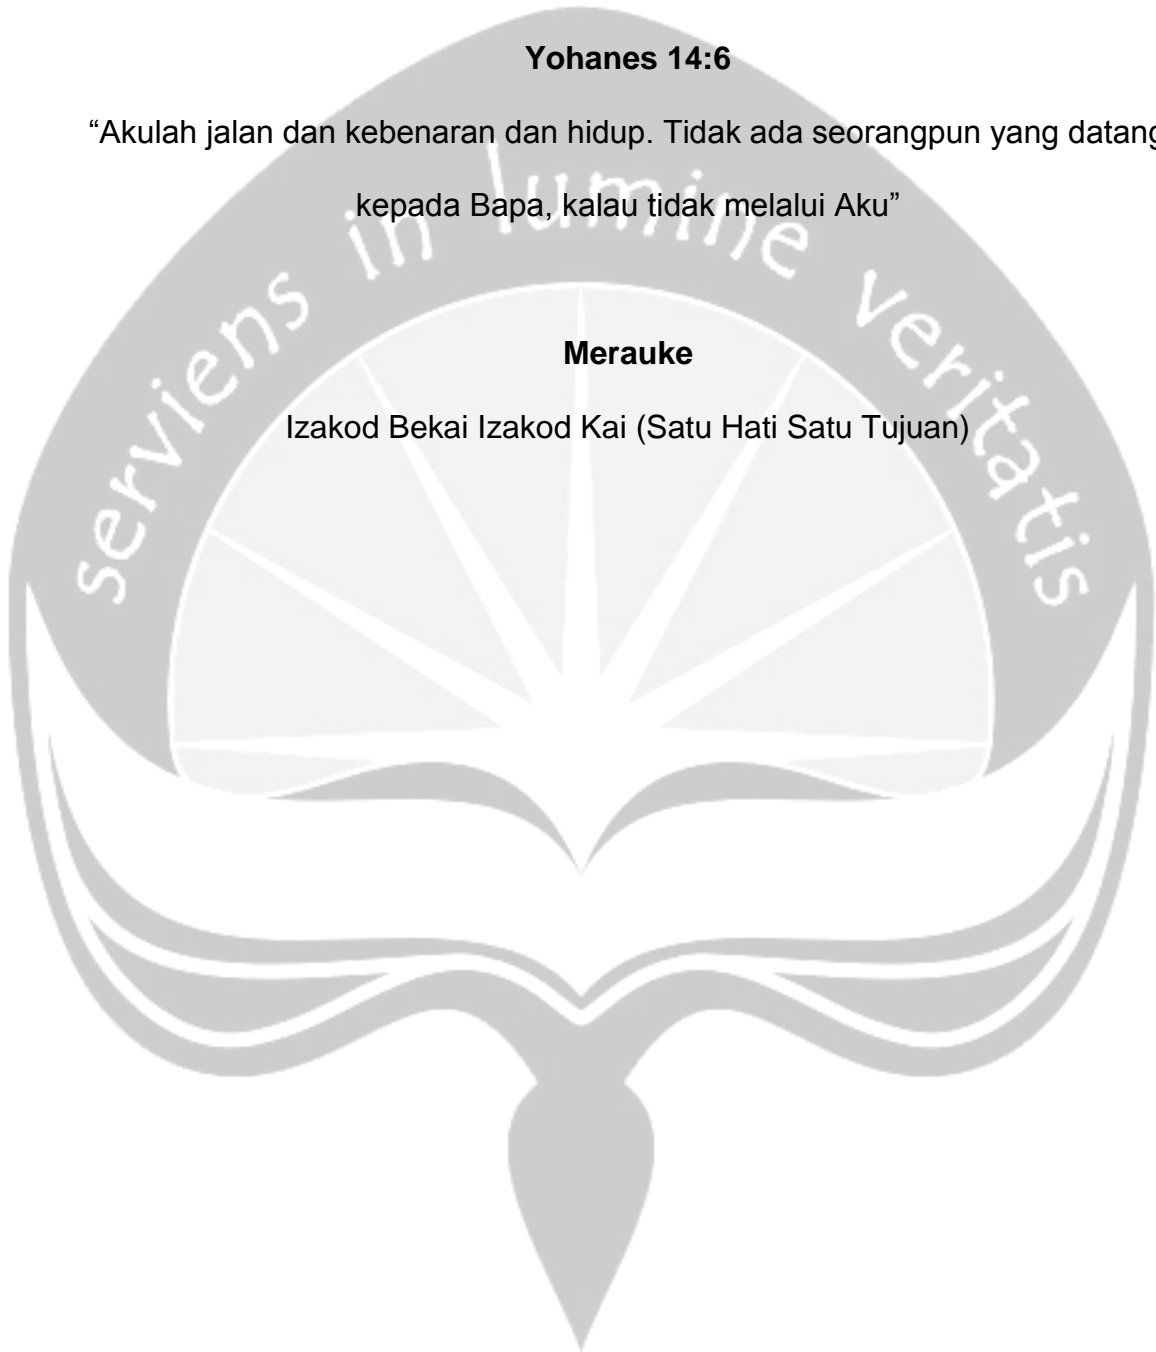 Yohanes 14:6
“Akulah jalan dan kebenaran dan hidup. Tidak ada seorangpun yang datang
kepada Bapa, kalau tidak melalui Aku”
serviens in lumine veritatis
Merauke
Izakod Bekai Izakod Kai (Satu Hati Satu Tujuan)